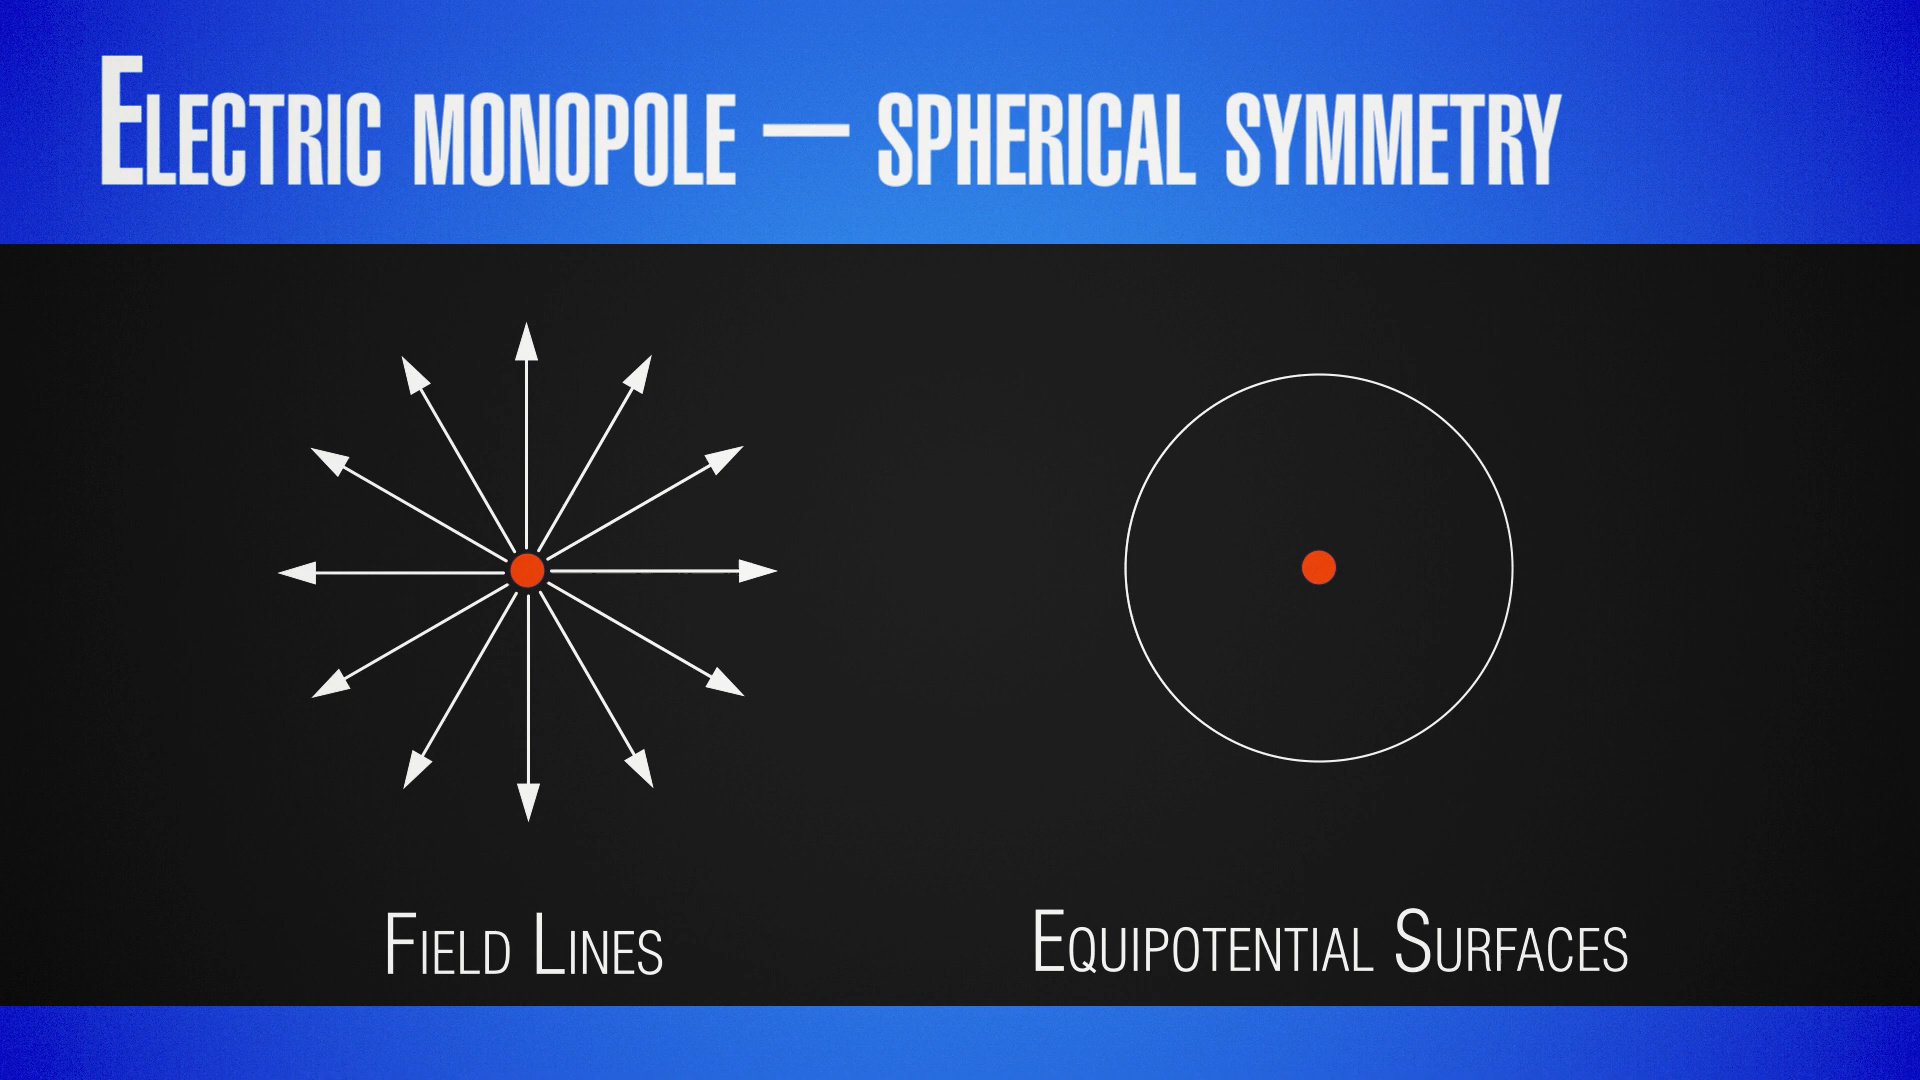 Electric monopole — spherical symmetry
Field Lines
Equipotential Surfaces